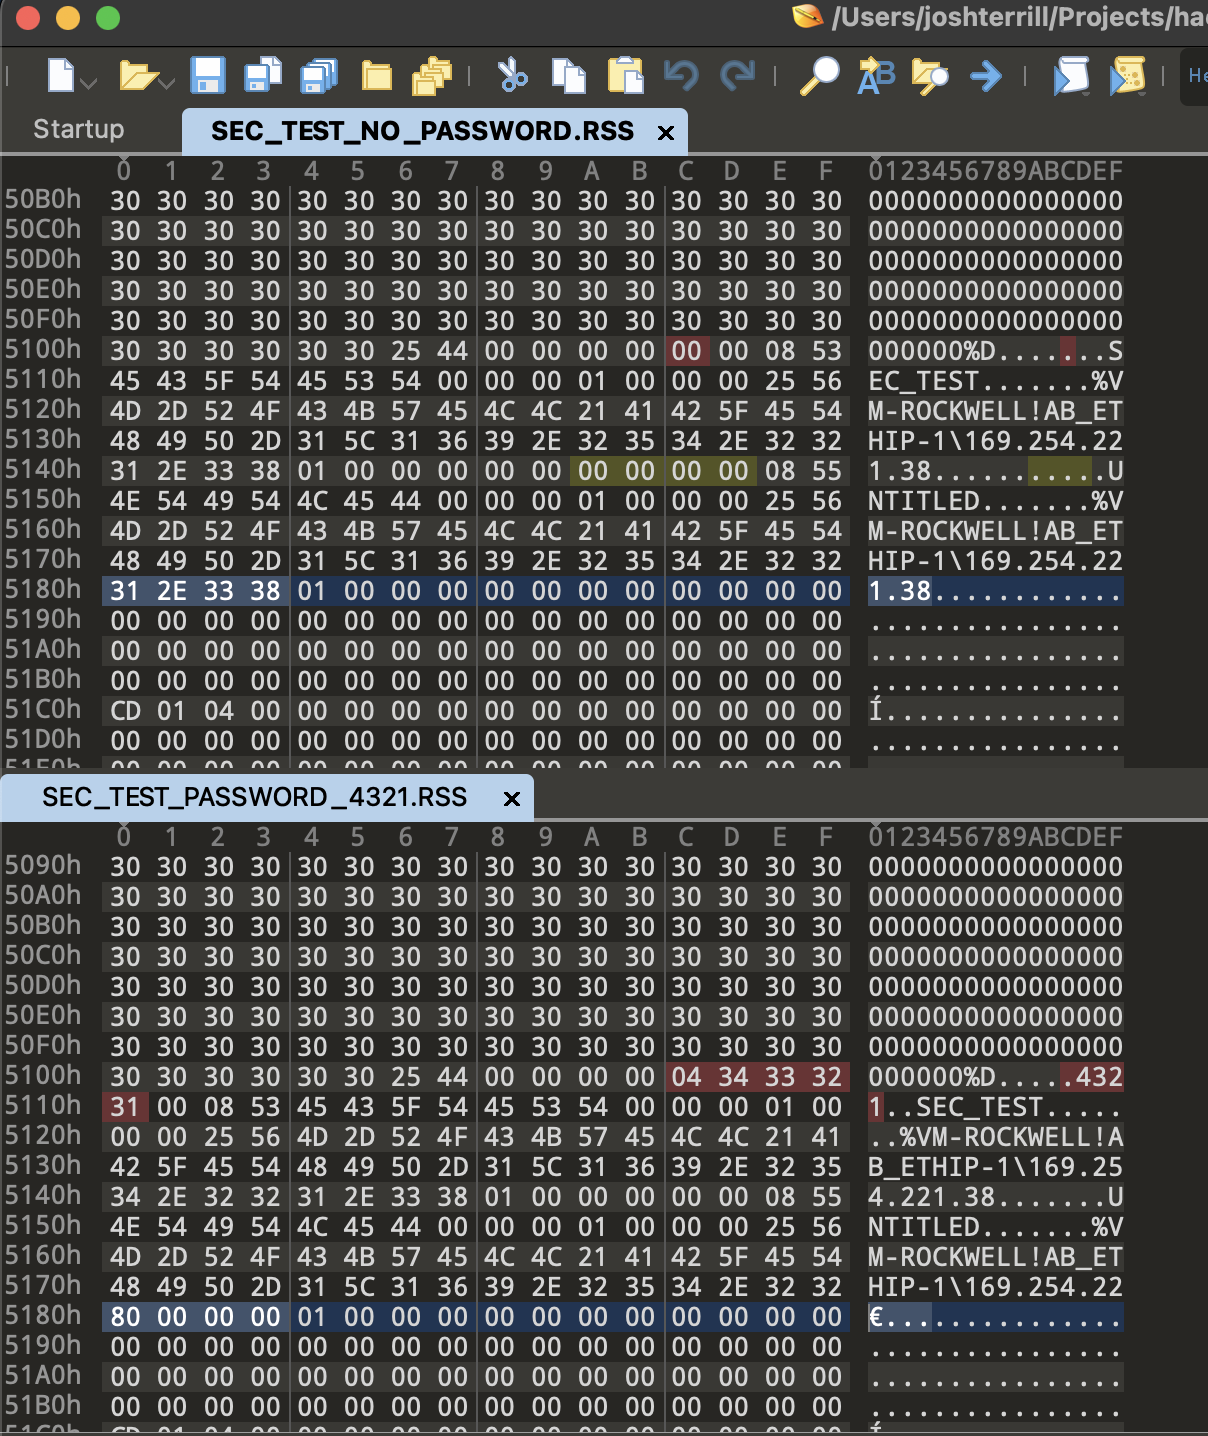 /Users/joshterrill/Projects/ha
Startup SEC_TEST_NO_PASSWORD.RSS ×
0 1 2 3 4 5 6 7 8 9 A B C D E F 0123456789ABCDEF
50B0h 30 30 30 30 30 30 30 30 30 30 30 30 30 30 30 30 0000000000000000
50C0h 30 30 30 30 30 30 30 30 30 30 30 30 30 30 30 30 0000000000000000
50D0h 30 30 30 30 30 30 30 30 30 30 30 30 30 30 30 30 0000000000000000
50E0h 30 30 30 30 30 30 30 30 30 30 30 30 30 30 30 30 0000000000000000
50F0h 30 30 30 30 30 30 30 30 30 30 30 30 30 30 30 30 0000000000000000
5100h 30 30 30 30 30 30 25 44 00 00 00 00 00 00 08 53 000000%D.......S
5110h 45 43 5F 54 45 53 54 00 00 00 01 00 00 00 25 56 EC_TEST.......%V
5120h 4D 2D 52 4F 43 4B 57 45 4C 4C 21 41 42 5F 45 54 M-ROCKWELL!AB_ET
5130h 48 49 50 2D 31 5C 31 36 39 2E 32 35 34 2E 32 32 HIP-1\169.254.22
5140h 31 2E 33 38 01 00 00 00 00 00 00 00 00 00 08 55 1.38...........U
5150h 4E 54 49 54 4C 45 44 00 00 00 01 00 00 00 25 56 NTITLED.......%V
5160h 4D 2D 52 4F 43 4B 57 45 4C 4C 21 41 42 5F 45 54 M-ROCKWELL!AB_ET
5170h 48 49 50 2D 31 5C 31 36 39 2E 32 35 34 2E 32 32 HIP-1\169.254.22
5180h 31 2E 33 38 01 00 00 00 00 00 00 00 00 00 00 00 1.38............
5190h 00 00 00 00 00 00 00 00 00 00 00 00 00 00 00 00 ................
51A0h 00 00 00 00 00 00 00 00 00 00 00 00 00 00 00 00 ................
51B0h 00 00 00 00 00 00 00 00 00 00 00 00 00 00 00 00 ................
51C0h CD 01 04 00 00 00 00 00 00 00 00 00 00 00 00 00 Í...............
51D0h 00 00 00 00 00 00 00 00 00 00 00 00 00 00 00 00 ................
SEC_TEST_PASSWORD_4321.RSS ×
0 1 2 3 4 5 6 7 8 9 A B C D E F 0123456789ABCDEF
5090h 30 30 30 30 30 30 30 30 30 30 30 30 30 30 30 30 0000000000000000
50A0h 30 30 30 30 30 30 30 30 30 30 30 30 30 30 30 30 0000000000000000
50B0h 30 30 30 30 30 30 30 30 30 30 30 30 30 30 30 30 0000000000000000
50C0h 30 30 30 30 30 30 30 30 30 30 30 30 30 30 30 30 0000000000000000
50D0h 30 30 30 30 30 30 30 30 30 30 30 30 30 30 30 30 0000000000000000
50E0h 30 30 30 30 30 30 30 30 30 30 30 30 30 30 30 30 0000000000000000
50F0h 30 30 30 30 30 30 30 30 30 30 30 30 30 30 30 30 0000000000000000
5100h 30 30 30 30 30 30 25 44 00 00 00 00 04 34 33 32 000000%D.....432
5110h 31 00 08 53 45 43 5F 54 45 53 54 00 00 00 01 00 1..SEC_TEST.....
5120h 00 00 25 56 4D 2D 52 4F 43 4B 57 45 4C 4C 21 41 ..%VM-ROCKWELL!A
5130h 42 5F 45 54 48 49 50 2D 31 5C 31 36 39 2E 32 35 B_ETHIP-1\169.25
5140h 34 2E 32 32 31 2E 33 38 01 00 00 00 00 00 08 55 4.221.38.......U
5150h 4E 54 49 54 4C 45 44 00 00 00 01 00 00 00 25 56 NTITLED.......%V
5160h 4D 2D 52 4F 43 4B 57 45 4C 4C 21 41 42 5F 45 54 M-ROCKWELL!AB_ET
5170h 48 49 50 2D 31 5C 31 36 39 2E 32 35 34 2E 32 32 HIP-1\169.254.22
5180h 80 00 00 00 01 00 00 00 00 00 00 00 00 00 00 00 €...............
5190h 00 00 00 00 00 00 00 00 00 00 00 00 00 00 00 00 ................
51A0h 00 00 00 00 00 00 00 00 00 00 00 00 00 00 00 00 ................
51B0h 00 00 00 00 00 00 00 00 00 00 00 00 00 00 00 00 ................